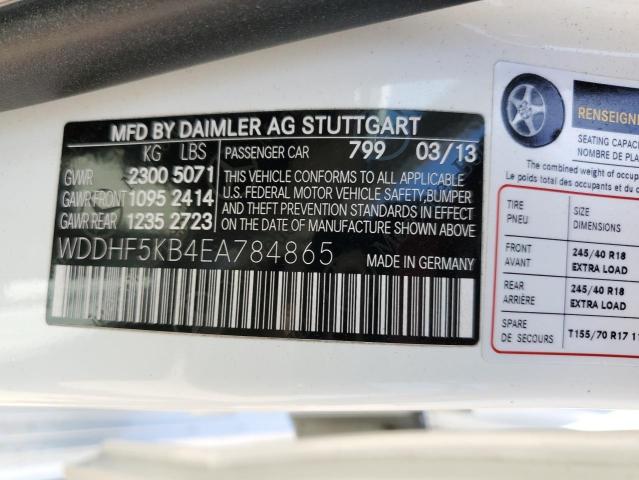 MFD BY DAIMLER AG STUTTGART
KG LBS PASSENGER CAR 799 03/13
GVWR 2300 5071
GAWR FRONT 1095 2414
GAWR REAR 1235 2723
THIS VEHICLE CONFORMS TO ALL APPLICABLE
U.S. FEDERAL MOTOR VEHICLE SAFETY, BUMPER
AND THEFT PREVENTION STANDARDS IN EFFECT
ON THE DATE OF MANUFACTURE SHOWN ABOVE
WDDHF5KB4EA784865 MADE IN GERMANY
RENSEIGNE
SEATING CAPAC
NOMBRE DE PLA
The combined weight of occup
Le poids total des occupants et du
TIRE SIZE
PNEU DIMENSIONS
FRONT 245/40 R18
AVANT EXTRA LOAD
REAR 245/40 R18
ARRIÈRE EXTRA LOAD
SPARE T155/70 R17 11
DE SECOURS